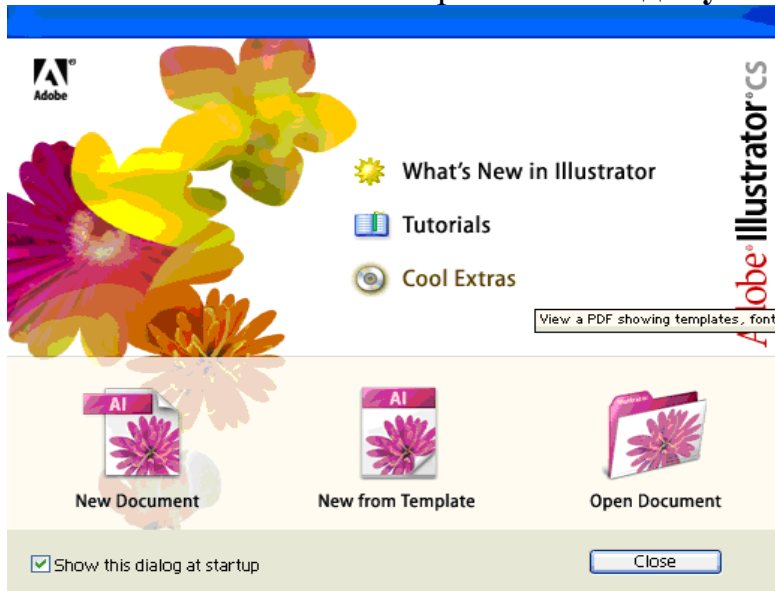 Adobe
What's New in Illustrator
Tutorials
Cool Extras
View a PDF showing templates, font
Illustrator CS
AI
AI
New Document
New from Template
Open Document
Show this dialog at startup
Close